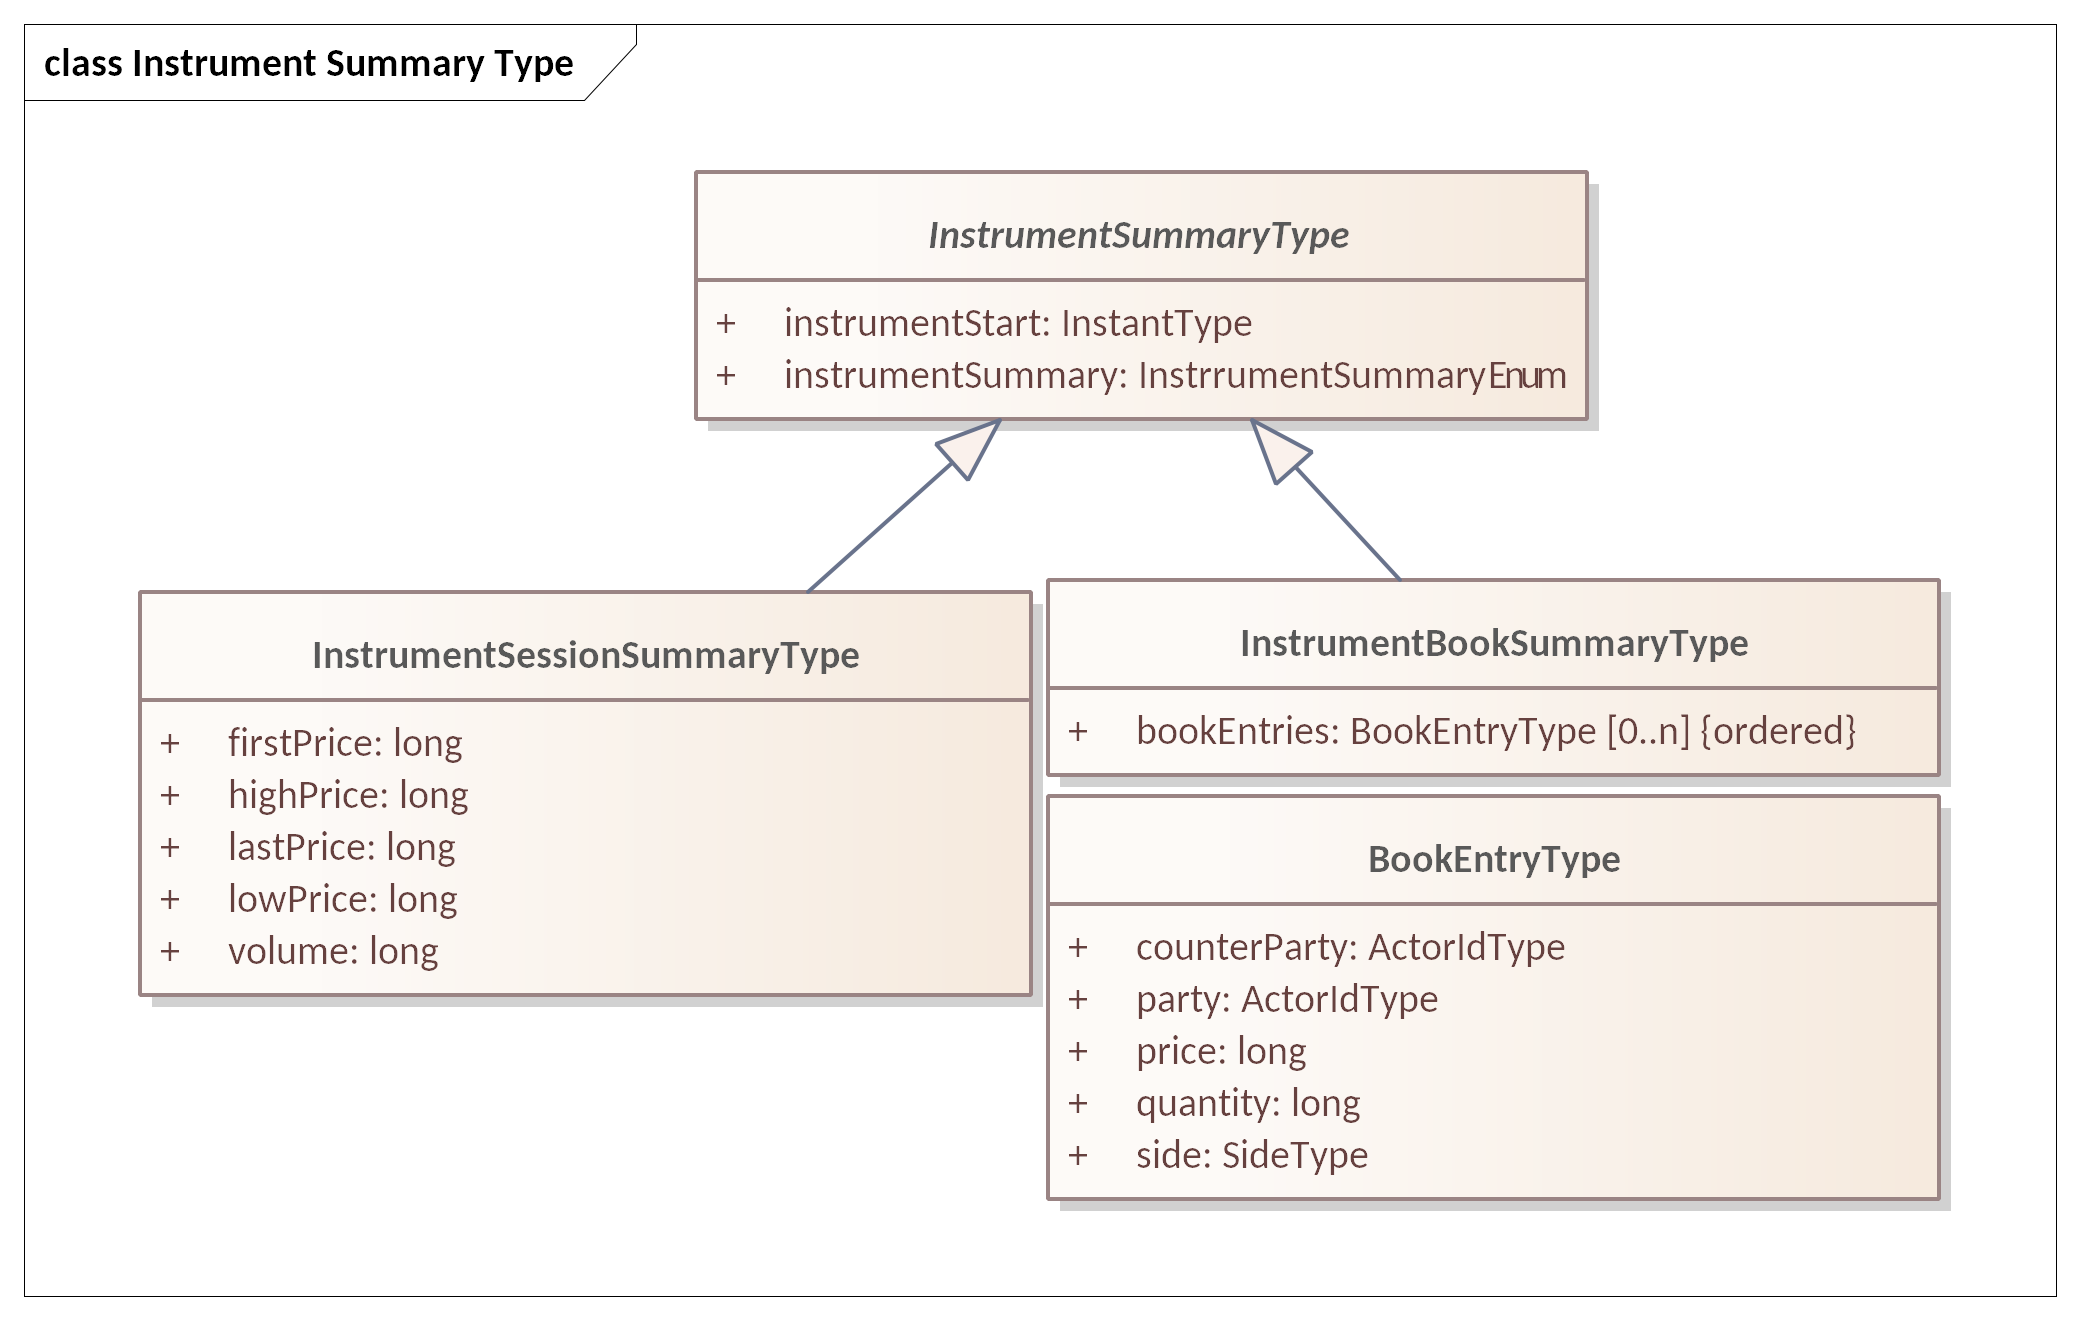 class Instrument Summary Type
InstrumentSummaryType
+ instrumentStart: InstantType
+ instrumentSummary: InstrrumentSummaryEnum
InstrumentSessionSummaryType
+ firstPrice: long
+ highPrice: long
+ lastPrice: long
+ lowPrice: long
+ volume: long
InstrumentBookSummaryType
+ bookEntries: BookEntryType [0..n] {ordered}
BookEntryType
+ counterParty: ActorIdType
+ party: ActorIdType
+ price: long
+ quantity: long
+ side: SideType